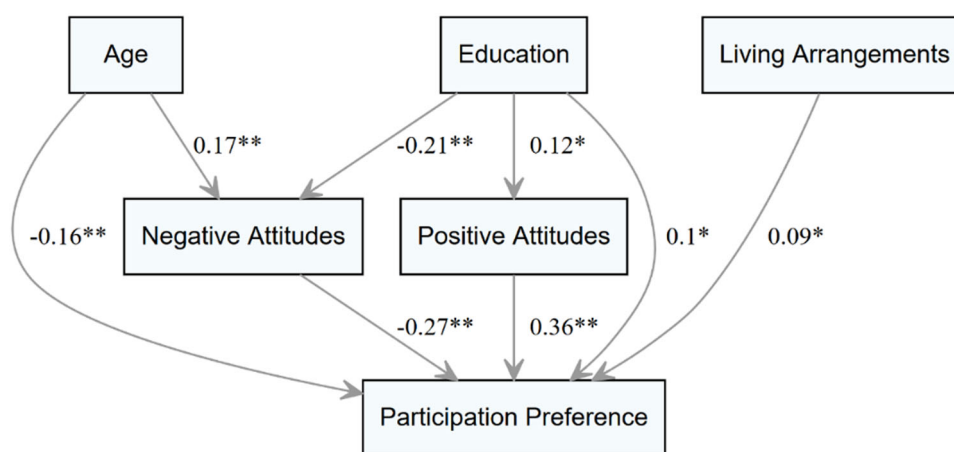 Age
Education
Living Arrangements
0.17**
-0.21**
0.12*
Negative Attitudes
Positive Attitudes
-0.16**
0.1*
0.09*
-0.27**
0.36**
Participation Preference